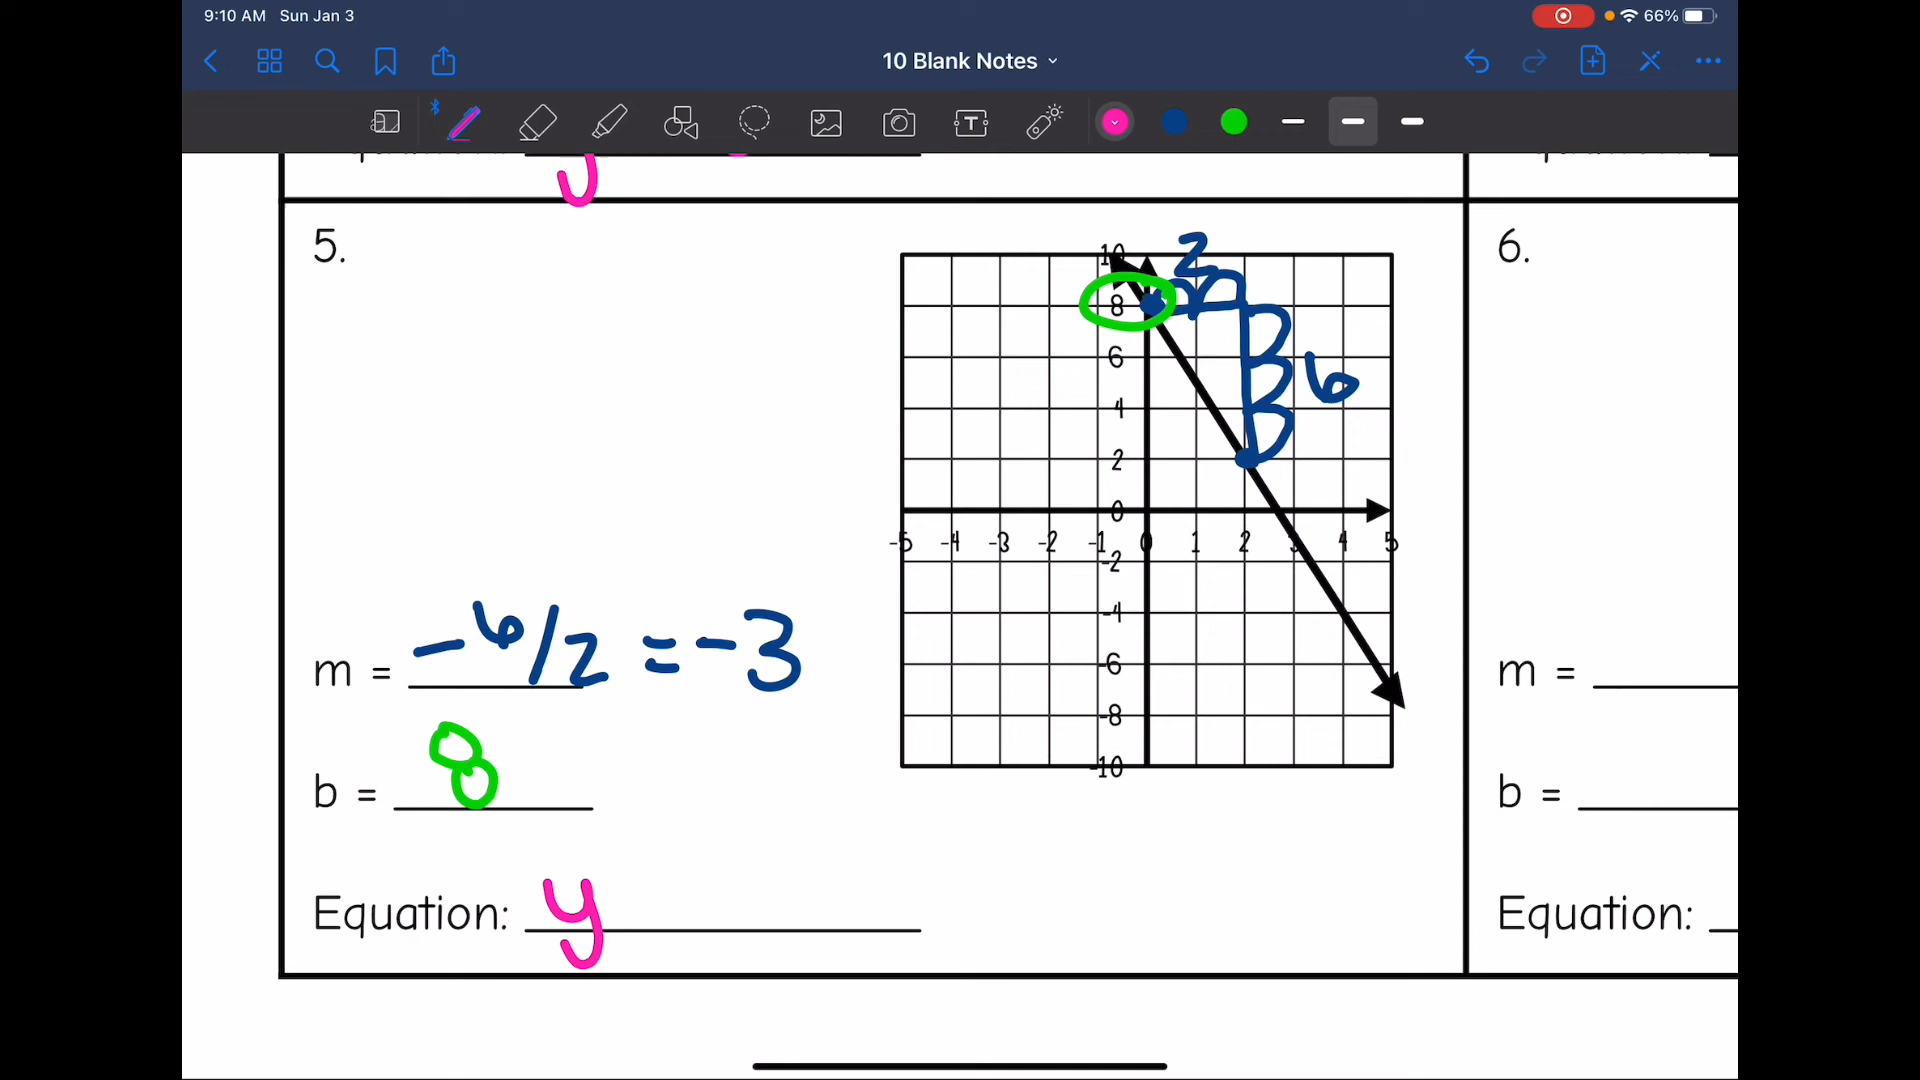 9:10 AM Sun Jan 3
66%
10 Blank Notes
T
y
5.
6.
10
8
6
4
2
0
-5 -4 -3 -2 -1 0 1 2 3 4 5
-2
-4
-6
-8
-10
2
6
m = -6/2 = -3
b = 8
Equation: y
m =
b =
Equation: